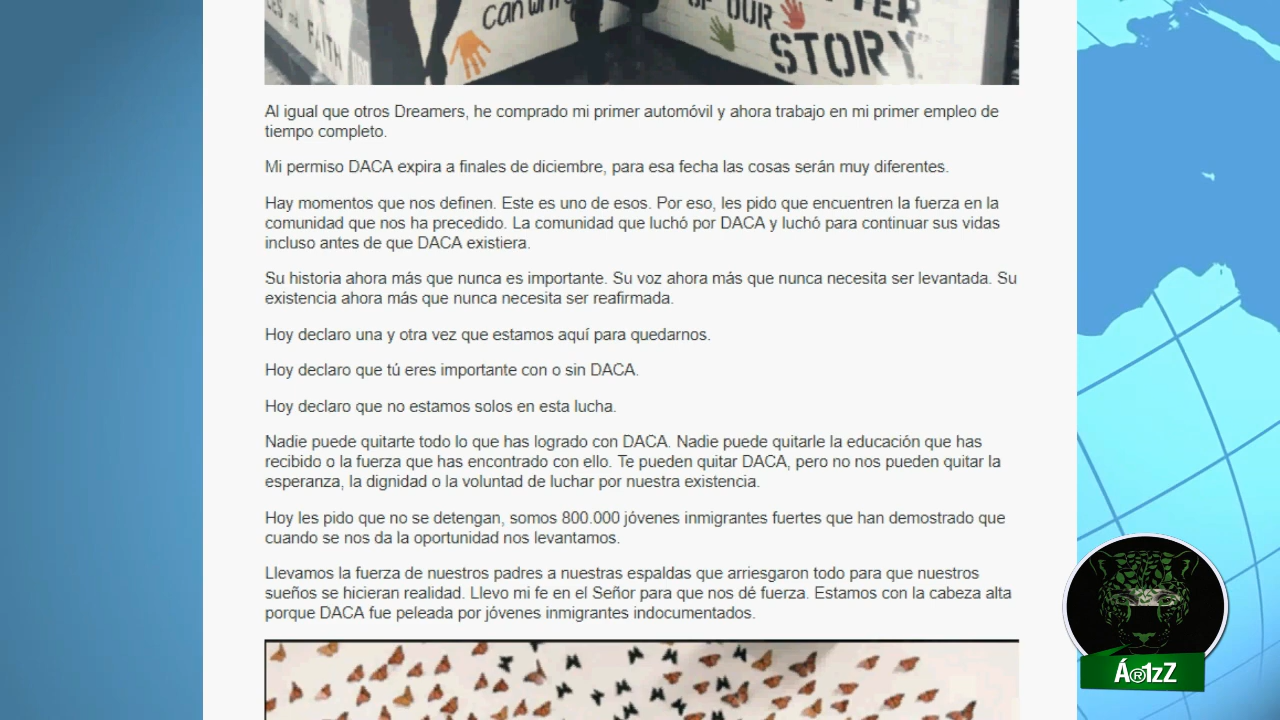 FAITH
can
OF OUR
STORY
Al igual que otros Dreamers, he comprado mi primer automóvil y ahora trabajo en mi primer empleo de
tiempo completo.
Mi permiso DACA expira a finales de diciembre, para esa fecha las cosas serán muy diferentes.
Hay momentos que nos definen. Este es uno de esos. Por eso, les pido que encuentren la fuerza en la
comunidad que nos ha precedido. La comunidad que luchó por DACA y luchó para continuar sus vidas
incluso antes de que DACA existiera.
Su historia ahora más que nunca es importante. Su voz ahora más que nunca necesita ser levantada. Su
existencia ahora más que nunca necesita ser reafirmada.
Hoy declaro una y otra vez que estamos aquí para quedarnos.
Hoy declaro que tú eres importante con o sin DACA.
Hoy declaro que no estamos solos en esta lucha.
Nadie puede quitarte todo lo que has logrado con DACA. Nadie puede quitarle la educación que has
recibido o la fuerza que has encontrado con ello. Te pueden quitar DACA, pero no nos pueden quitar la
esperanza, la dignidad o la voluntad de luchar por nuestra existencia.
Hoy les pido que no se detengan, somos 800.000 jóvenes inmigrantes fuertes que han demostrado que
cuando se nos da la oportunidad nos levantamos.
Llevamos la fuerza de nuestros padres a nuestras espaldas que arriesgaron todo para que nuestros
sueños se hicieran realidad. Llevo mi fe en el Señor para que nos dé fuerza. Estamos con la cabeza alta
porque DACA fue peleada por jóvenes inmigrantes indocumentados.
Á®1zZ